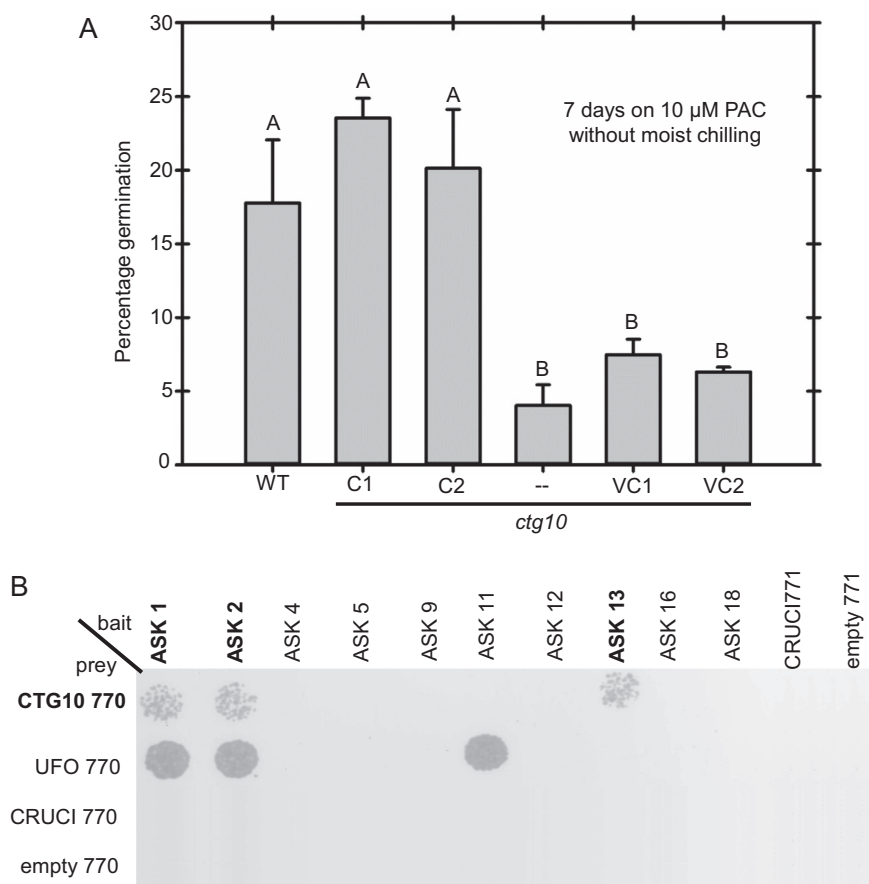 A
30
25
20
15
10
5
0
Percentage germination
A
A
A
B
B
B
7 days on 10 µM PAC
without moist chilling
WT
C1
C2
--
VC1
VC2
ctg10
B
bait
prey
ASK 1
ASK 2
ASK 4
ASK 5
ASK 9
ASK 11
ASK 12
ASK 13
ASK 16
ASK 18
CRUCI771
empty 771
CTG10 770
UFO 770
CRUCI 770
empty 770